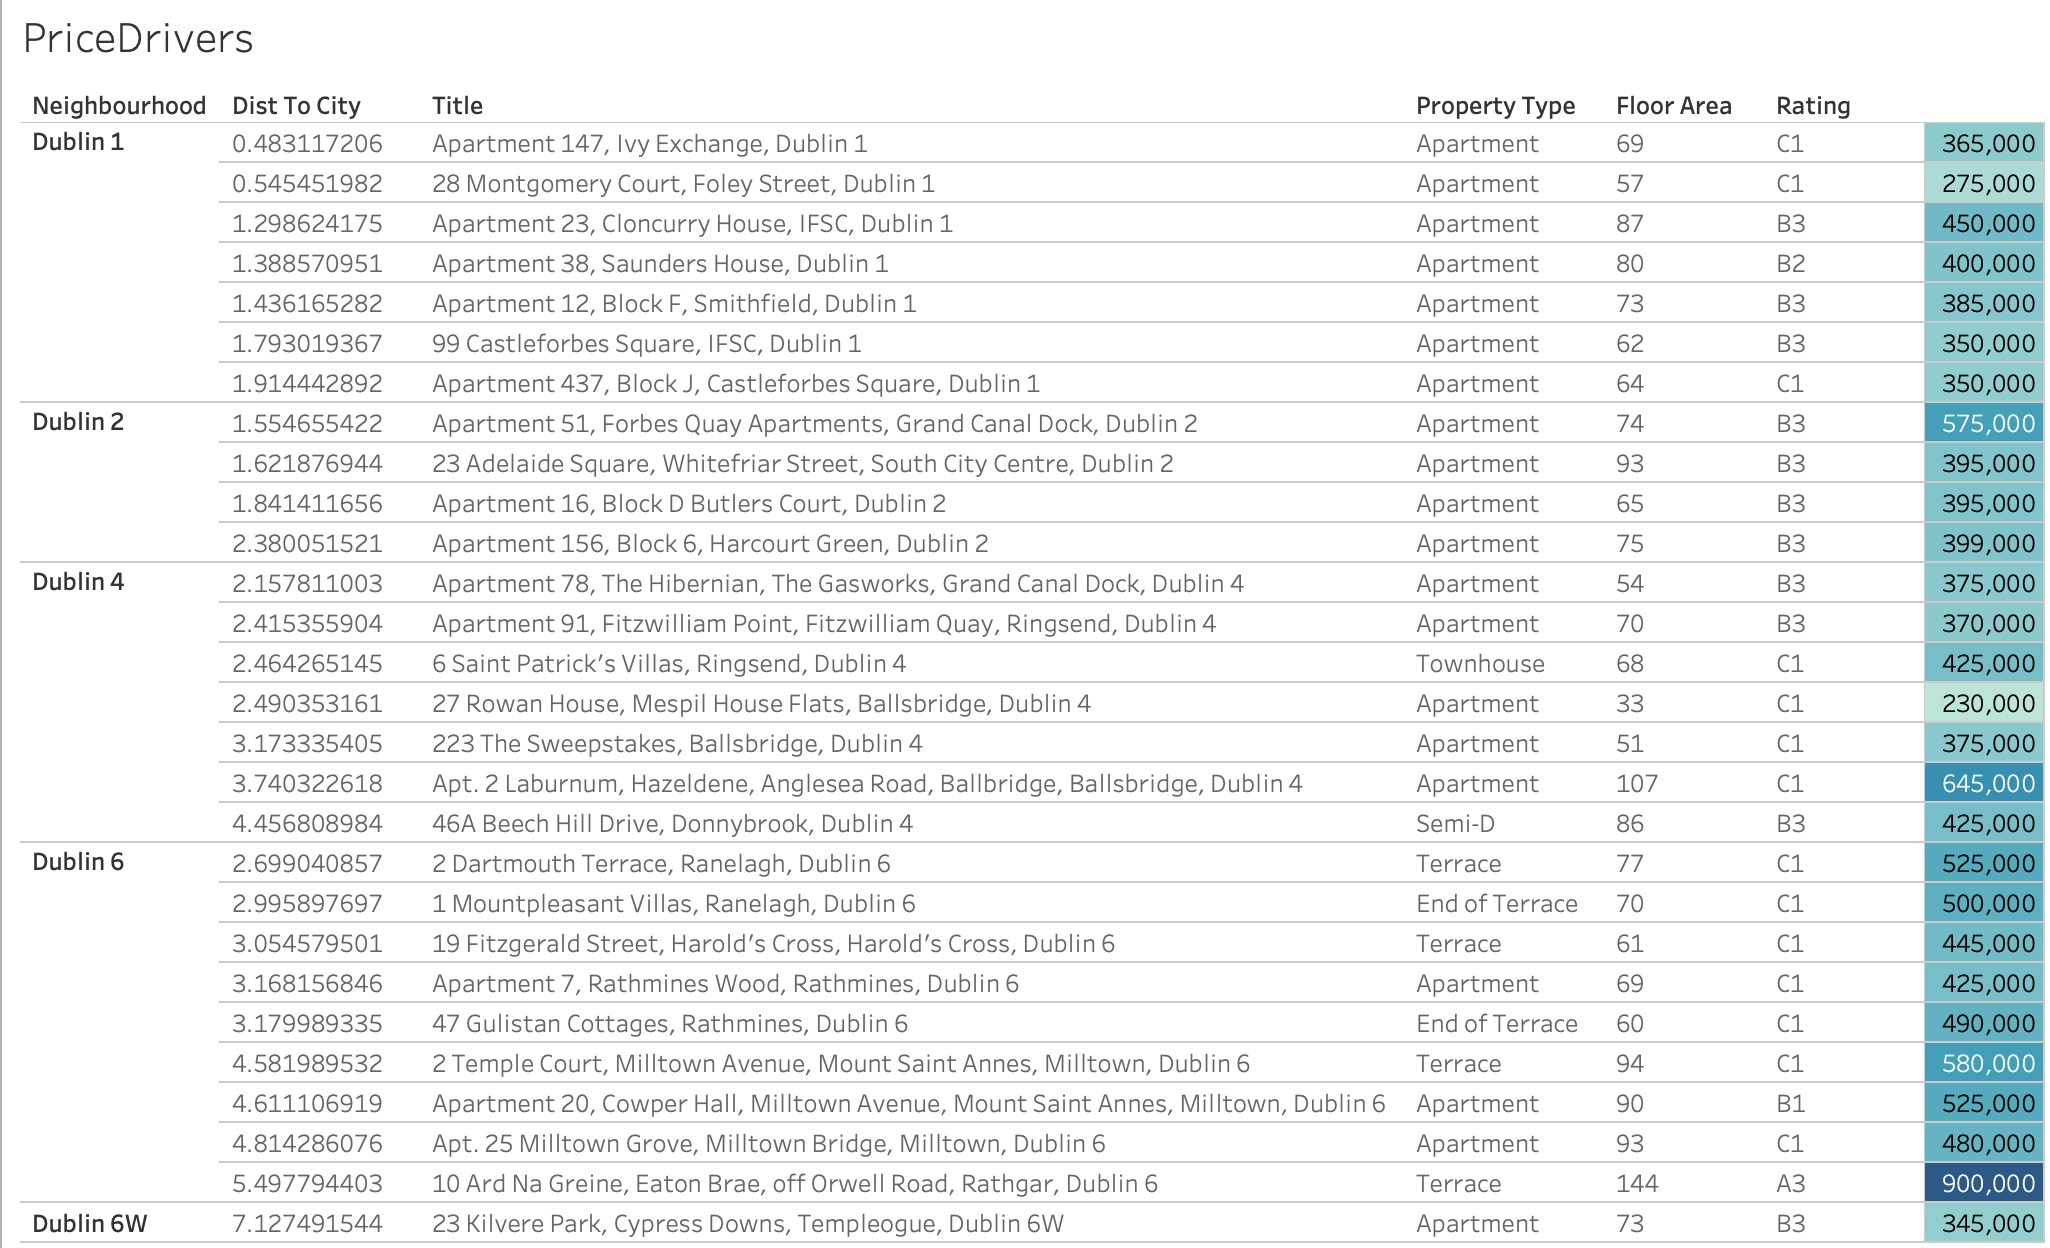 PriceDrivers
Neighbourhood Dist To City Title Property Type Floor Area Rating
Dublin 1 0.483117206 Apartment 147, Ivy Exchange, Dublin 1 Apartment 69 C1 365,000
0.545451982 28 Montgomery Court, Foley Street, Dublin 1 Apartment 57 C1 275,000
1.298624175 Apartment 23, Cloncurry House, IFSC, Dublin 1 Apartment 87 B3 450,000
1.388570951 Apartment 38, Saunders House, Dublin 1 Apartment 80 B2 400,000
1.436165282 Apartment 12, Block F, Smithfield, Dublin 1 Apartment 73 B3 385,000
1.793019367 99 Castleforbes Square, IFSC, Dublin 1 Apartment 62 B3 350,000
1.914442892 Apartment 437, Block J, Castleforbes Square, Dublin 1 Apartment 64 C1 350,000
Dublin 2 1.554655422 Apartment 51, Forbes Quay Apartments, Grand Canal Dock, Dublin 2 Apartment 74 B3 575,000
1.621876944 23 Adelaide Square, Whitefriar Street, South City Centre, Dublin 2 Apartment 93 B3 395,000
1.841411656 Apartment 16, Block D Butlers Court, Dublin 2 Apartment 65 B3 395,000
2.380051521 Apartment 156, Block 6, Harcourt Green, Dublin 2 Apartment 75 B3 399,000
Dublin 4 2.157811003 Apartment 78, The Hibernian, The Gasworks, Grand Canal Dock, Dublin 4 Apartment 54 B3 375,000
2.415355904 Apartment 91, Fitzwilliam Point, Fitzwilliam Quay, Ringsend, Dublin 4 Apartment 70 B3 370,000
2.464265145 6 Saint Patrick's Villas, Ringsend, Dublin 4 Townhouse 68 C1 425,000
2.490353161 27 Rowan House, Mespil House Flats, Ballsbridge, Dublin 4 Apartment 33 C1 230,000
3.173335405 223 The Sweepstakes, Ballsbridge, Dublin 4 Apartment 51 C1 375,000
3.740322618 Apt. 2 Laburnum, Hazeldene, Anglesea Road, Ballbridge, Ballsbridge, Dublin 4 Apartment 107 C1 645,000
4.456808984 46A Beech Hill Drive, Donnybrook, Dublin 4 Semi-D 86 B3 425,000
Dublin 6 2.699040857 2 Dartmouth Terrace, Ranelagh, Dublin 6 Terrace 77 C1 525,000
2.995897697 1 Mountpleasant Villas, Ranelagh, Dublin 6 End of Terrace 70 C1 500,000
3.054579501 19 Fitzgerald Street, Harold's Cross, Harold's Cross, Dublin 6 Terrace 61 C1 445,000
3.168156846 Apartment 7, Rathmines Wood, Rathmines, Dublin 6 Apartment 69 C1 425,000
3.179989335 47 Gulistan Cottages, Rathmines, Dublin 6 End of Terrace 60 C1 490,000
4.581989532 2 Temple Court, Milltown Avenue, Mount Saint Annes, Milltown, Dublin 6 Terrace 94 C1 580,000
4.611106919 Apartment 20, Cowper Hall, Milltown Avenue, Mount Saint Annes, Milltown, Dublin 6 Apartment 90 B1 525,000
4.814286076 Apt. 25 Milltown Grove, Milltown Bridge, Milltown, Dublin 6 Apartment 93 C1 480,000
5.497794403 10 Ard Na Greine, Eaton Brae, off Orwell Road, Rathgar, Dublin 6 Terrace 144 A3 900,000
Dublin 6W 7.127491544 23 Kilvere Park, Cypress Downs, Templeogue, Dublin 6W Apartment 73 B3 345,000